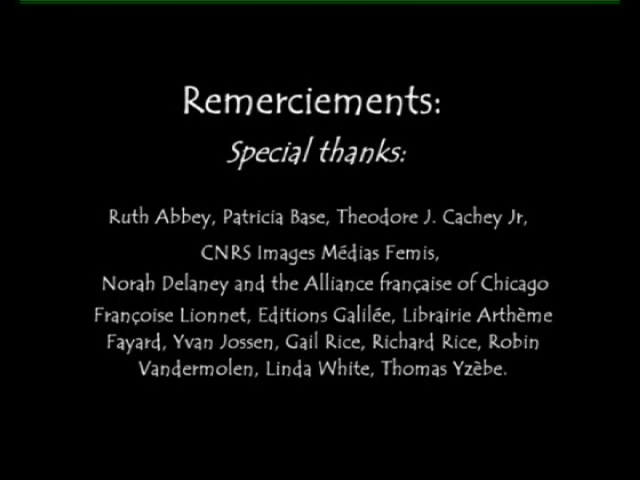 Remerciements:
Special thanks:
Ruth Abbey, Patricia Base, Theodore J. Cachey Jr,
CNRS Images Médias Femis,
Norah Delaney and the Alliance française of Chicago
Françoise Lionnet, Editions Galilée, Librairie Arthème
Fayard, Yvan Jossen, Gail Rice, Richard Rice, Robin
Vandermolen, Linda White, Thomas Yzèbe.